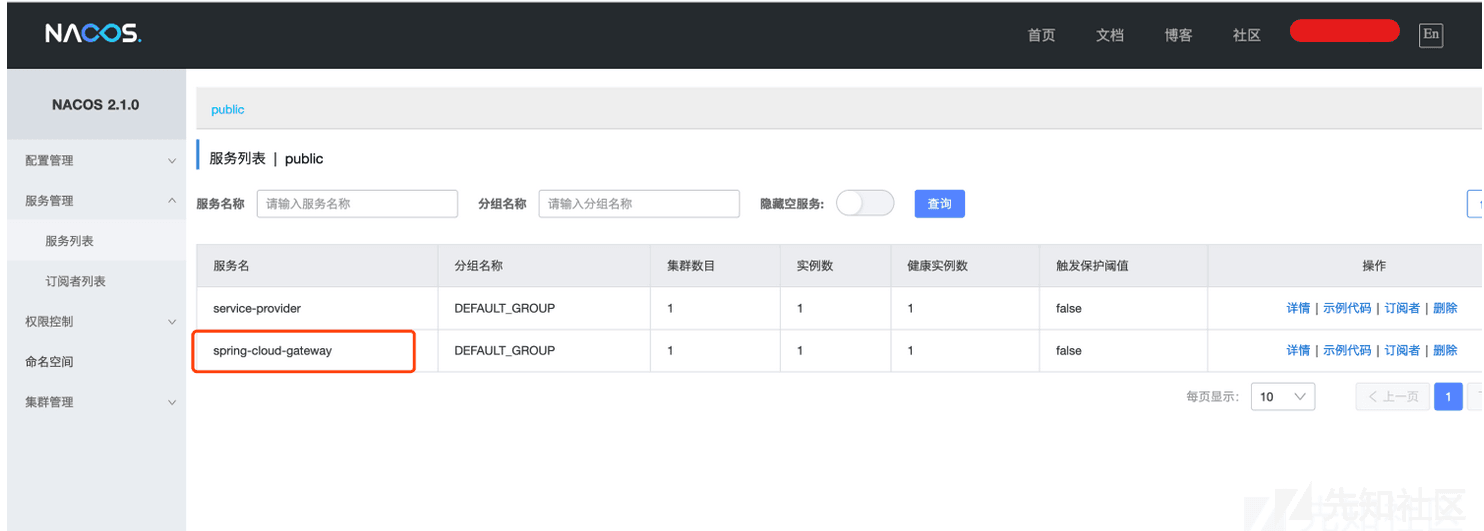 NACOS.
首页 文档 博客 社区 En
NACOS 2.1.0
public
配置管理
服务列表 | public
服务管理
服务名称 请输入服务名称 分组名称 请输入分组名称 隐藏空服务: 查询
服务列表
服务名 分组名称 集群数目 实例数 健康实例数 触发保护阈值 操作
订阅者列表
service-provider DEFAULT_GROUP 1 1 1 false 详情 | 示例代码 | 订阅者 | 删除
权限控制
spring-cloud-gateway DEFAULT_GROUP 1 1 1 false 详情 | 示例代码 | 订阅者 | 删除
命名空间
集群管理
每页显示: 10 上一页 1
先知社区